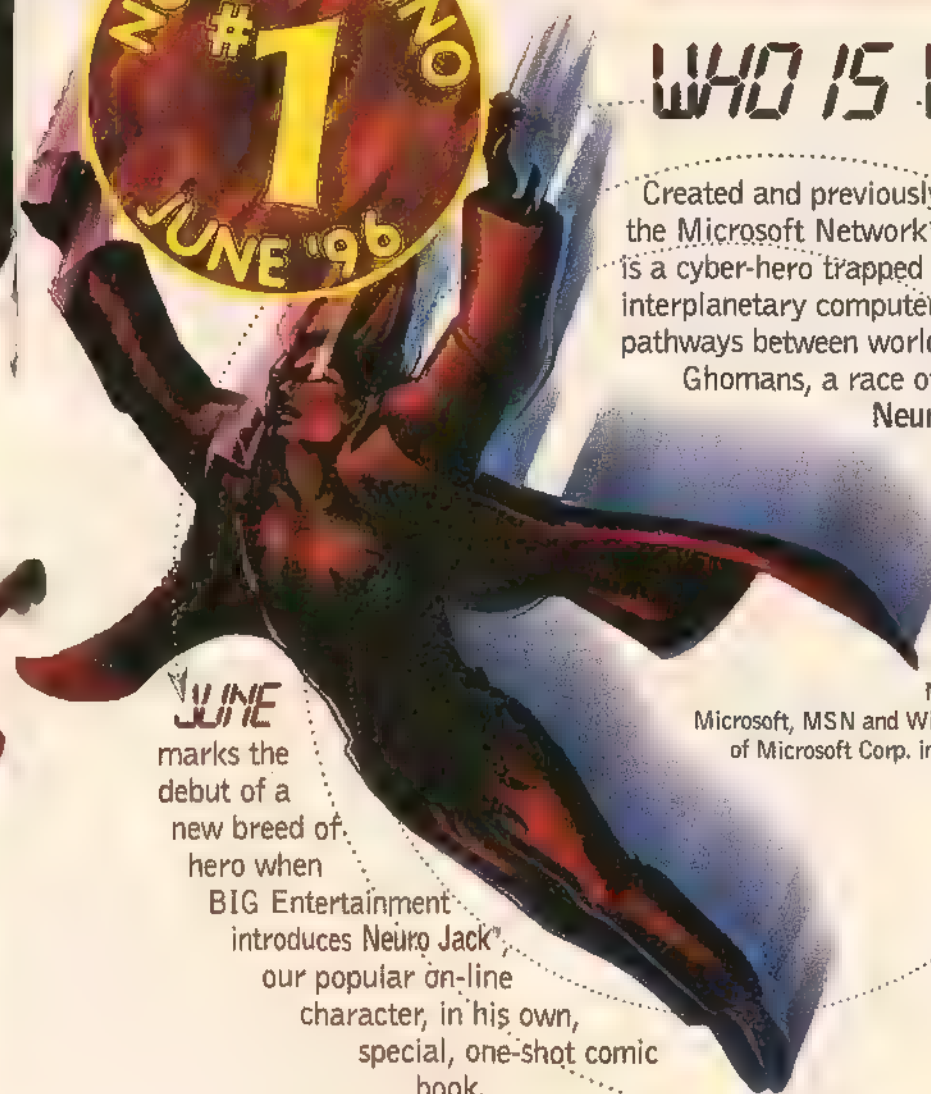 #1
JUNE '96
WHO IS
Created and previously
the Microsoft Network
is a cyber-hero trapped
interplanetary computer
pathways between world
Ghomans, a race of
Neur
Microsoft, MSN and Wi
of Microsoft Corp. in
JUNE
marks the
debut of a
new breed of
hero when
BIG Entertainment
introduces Neuro Jack™,
our popular on-line
character, in his own,
special, one-shot comic
book.